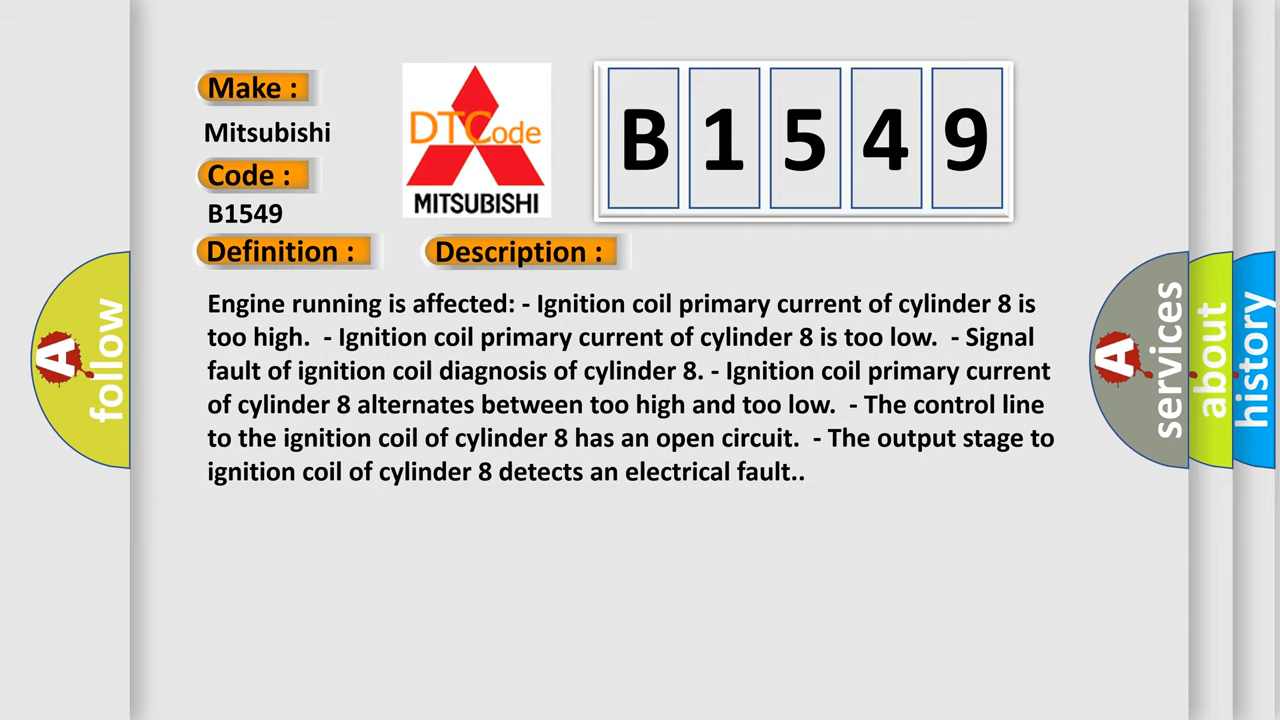 Make :
Mitsubishi
Code :
B1549
Definition :
Description :
DTCode
MITSUBISHI
B 1 5 4 9
Engine running is affected: - Ignition coil primary current of cylinder 8 is
too high.  - Ignition coil primary current of cylinder 8 is too low.  - Signal
fault of ignition coil diagnosis of cylinder 8. - Ignition coil primary current
of cylinder 8 alternates between too high and too low.  - The control line
to the ignition coil of cylinder 8 has an open circuit.  - The output stage to
ignition coil of cylinder 8 detects an electrical fault..
A
follow
A
services
about
history